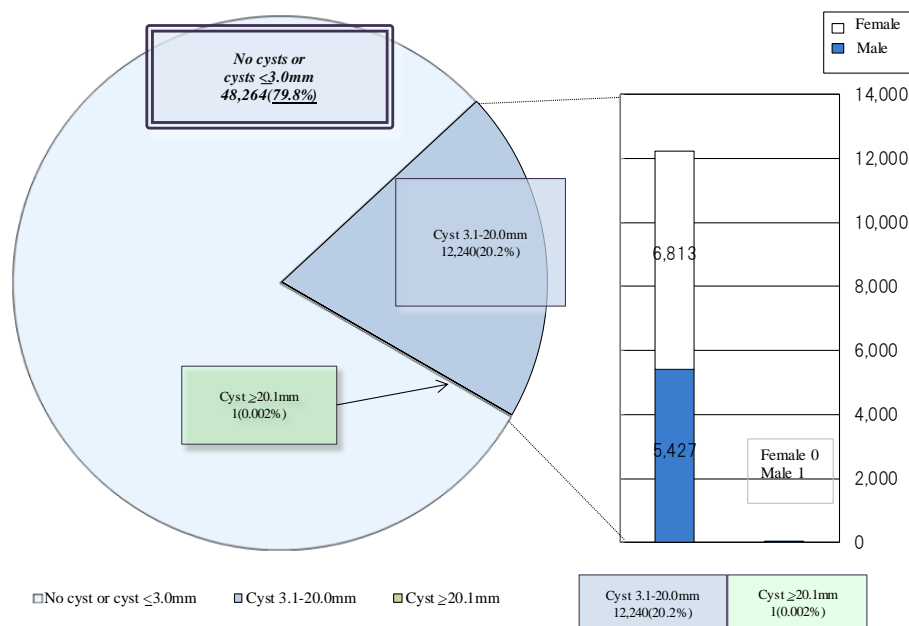 No cysts or
cysts ≤3.0mm
48,264(79.8%)
Cyst 3.1-20.0mm
12,240(20.2%)
Cyst ≥20.1mm
1(0.002%)
No cyst or cyst ≤3.0mm
Cyst 3.1-20.0mm
Cyst ≥20.1mm
Female
Male
14,000
12,000
10,000
8,000
6,000
4,000
2,000
0
6,813
5,427
Female 0
Male 1
Cyst 3.1-20.0mm
12,240(20.2%)
Cyst ≥20.1mm
1(0.002%)